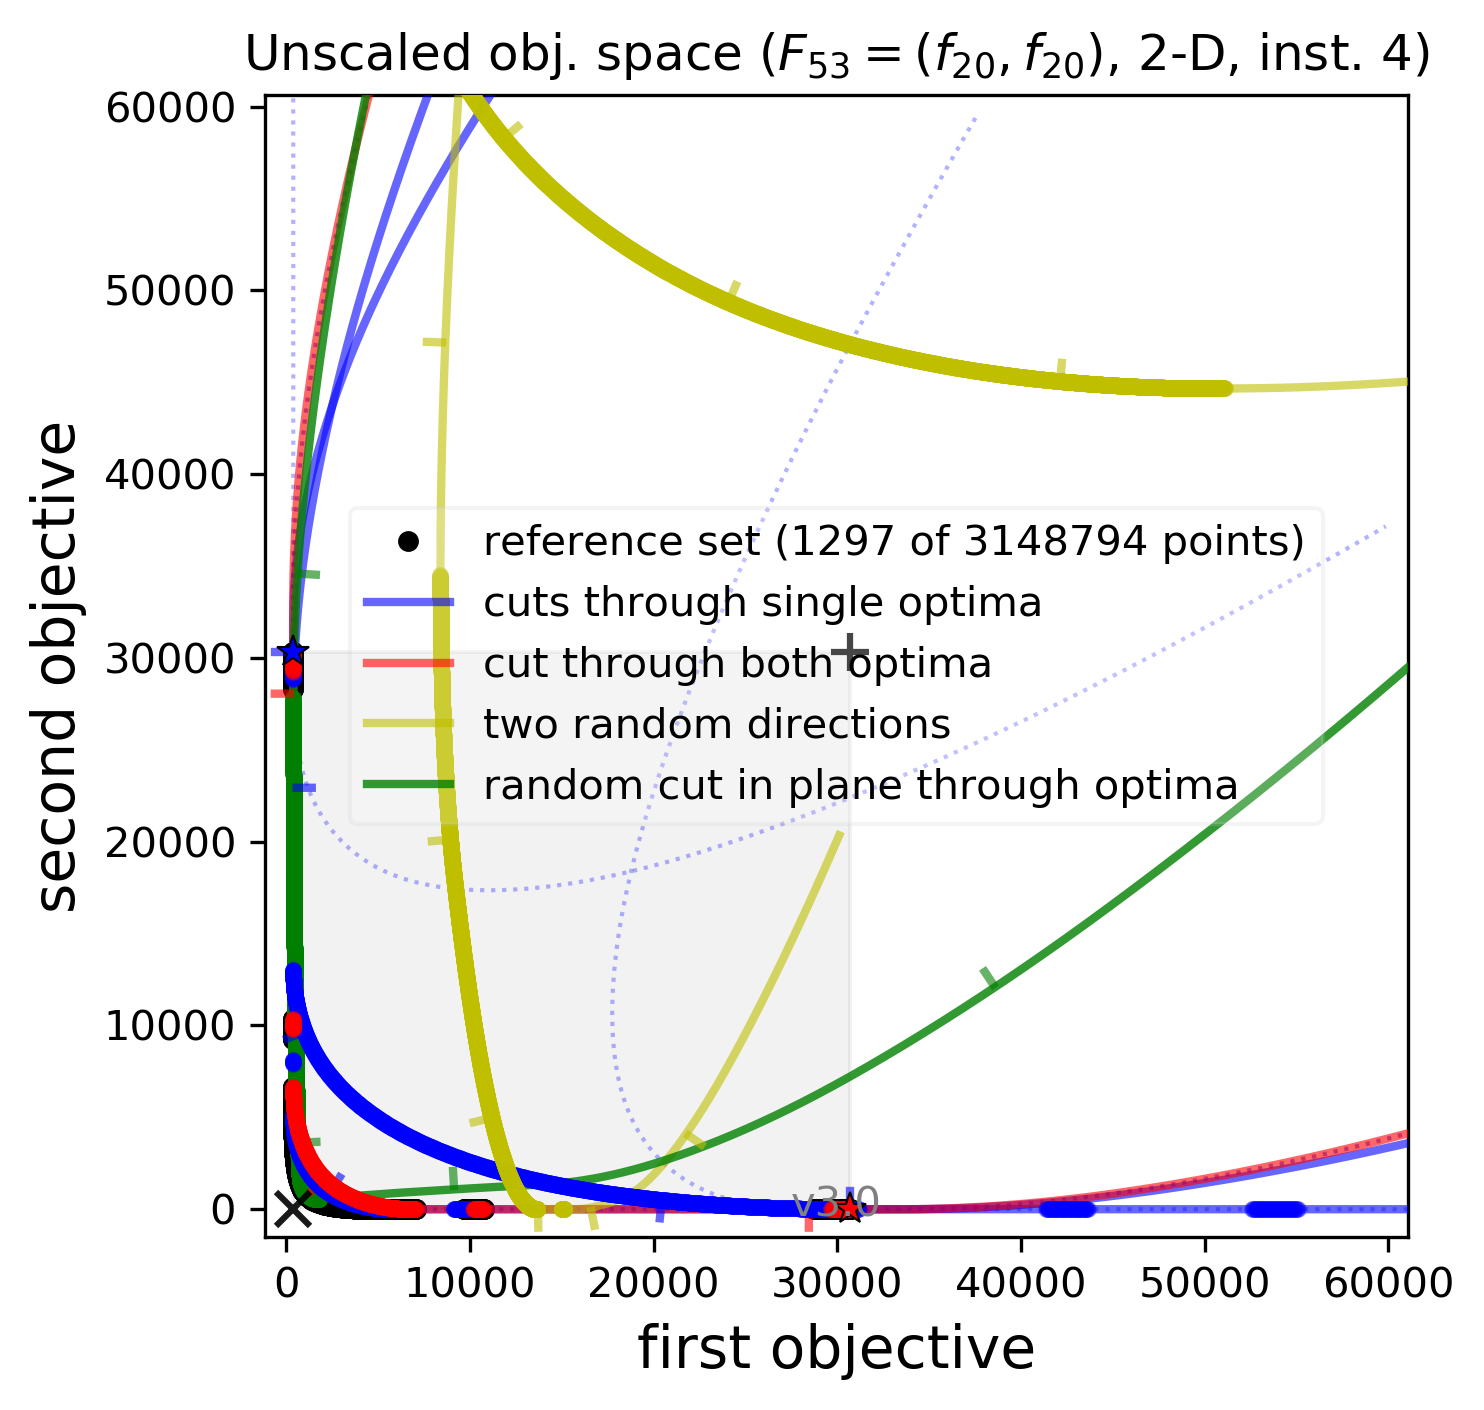 Unscaled obj. space (F₅₃ = (f₂₀, f₂₀), 2-D, inst. 4)
60000
50000
40000
30000
20000
10000
0
second objective
reference set (1297 of 3148794 points)
cuts through single optima
cut through both optima
two random directions
random cut in plane through optima
v3.0
0 10000 20000 30000 40000 50000 60000
first objective